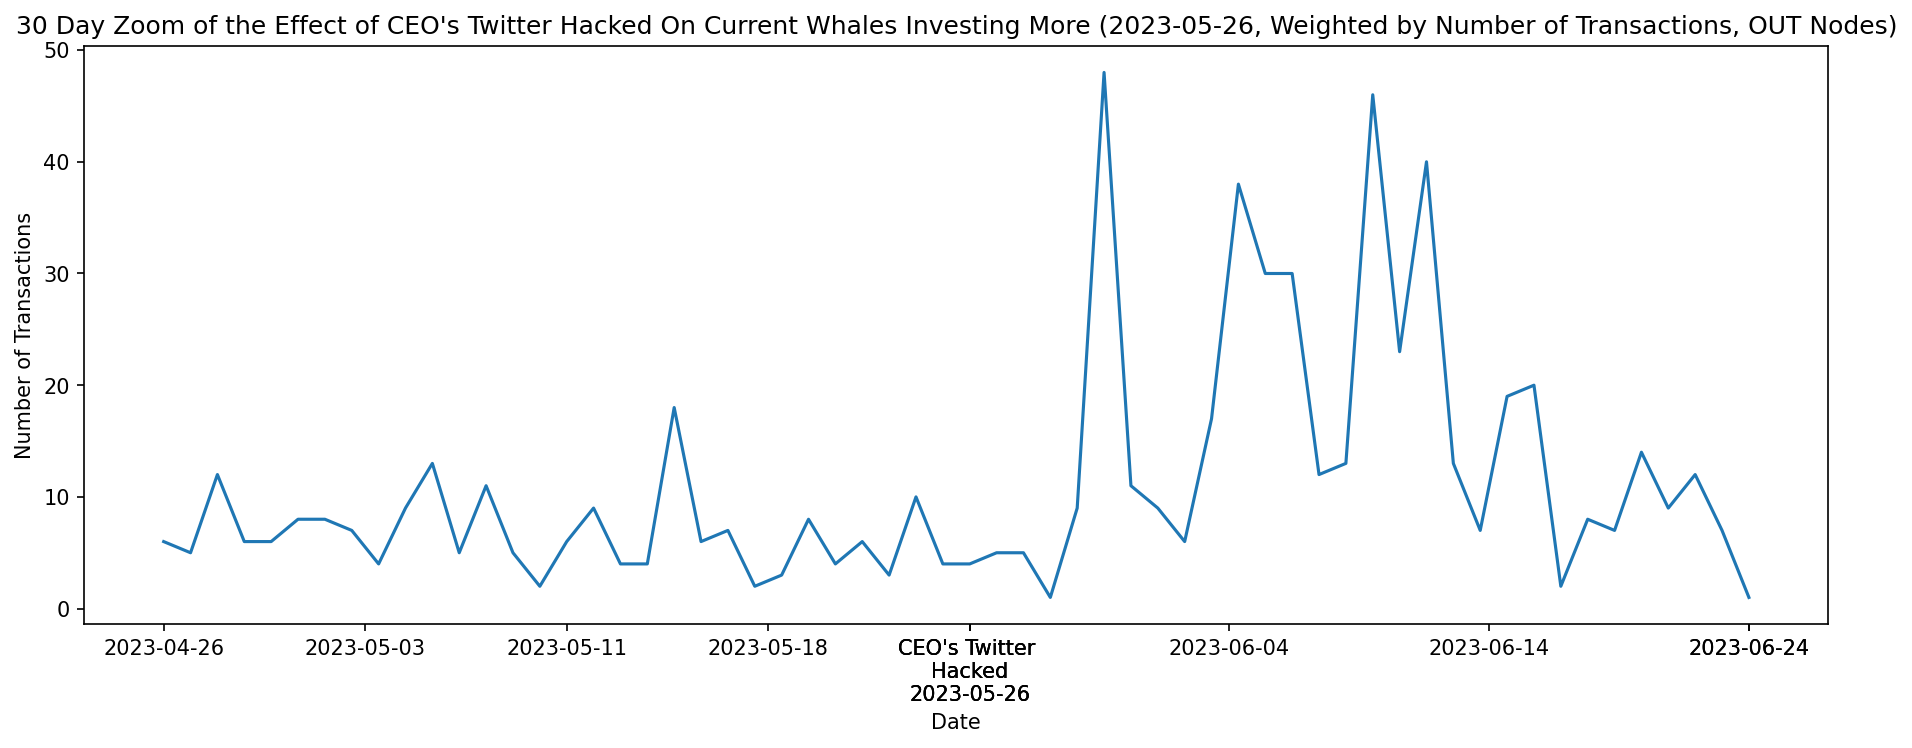 30 Day Zoom of the Effect of CEO's Twitter Hacked On Current Whales Investing More (2023-05-26, Weighted by Number of Transactions, OUT Nodes)
50
40
30
20
10
0
Number of Transactions
2023-04-26
2023-05-03
2023-05-11
2023-05-18
CEO's Twitter
Hacked
2023-05-26
2023-06-04
2023-06-14
2023-06-24
Date